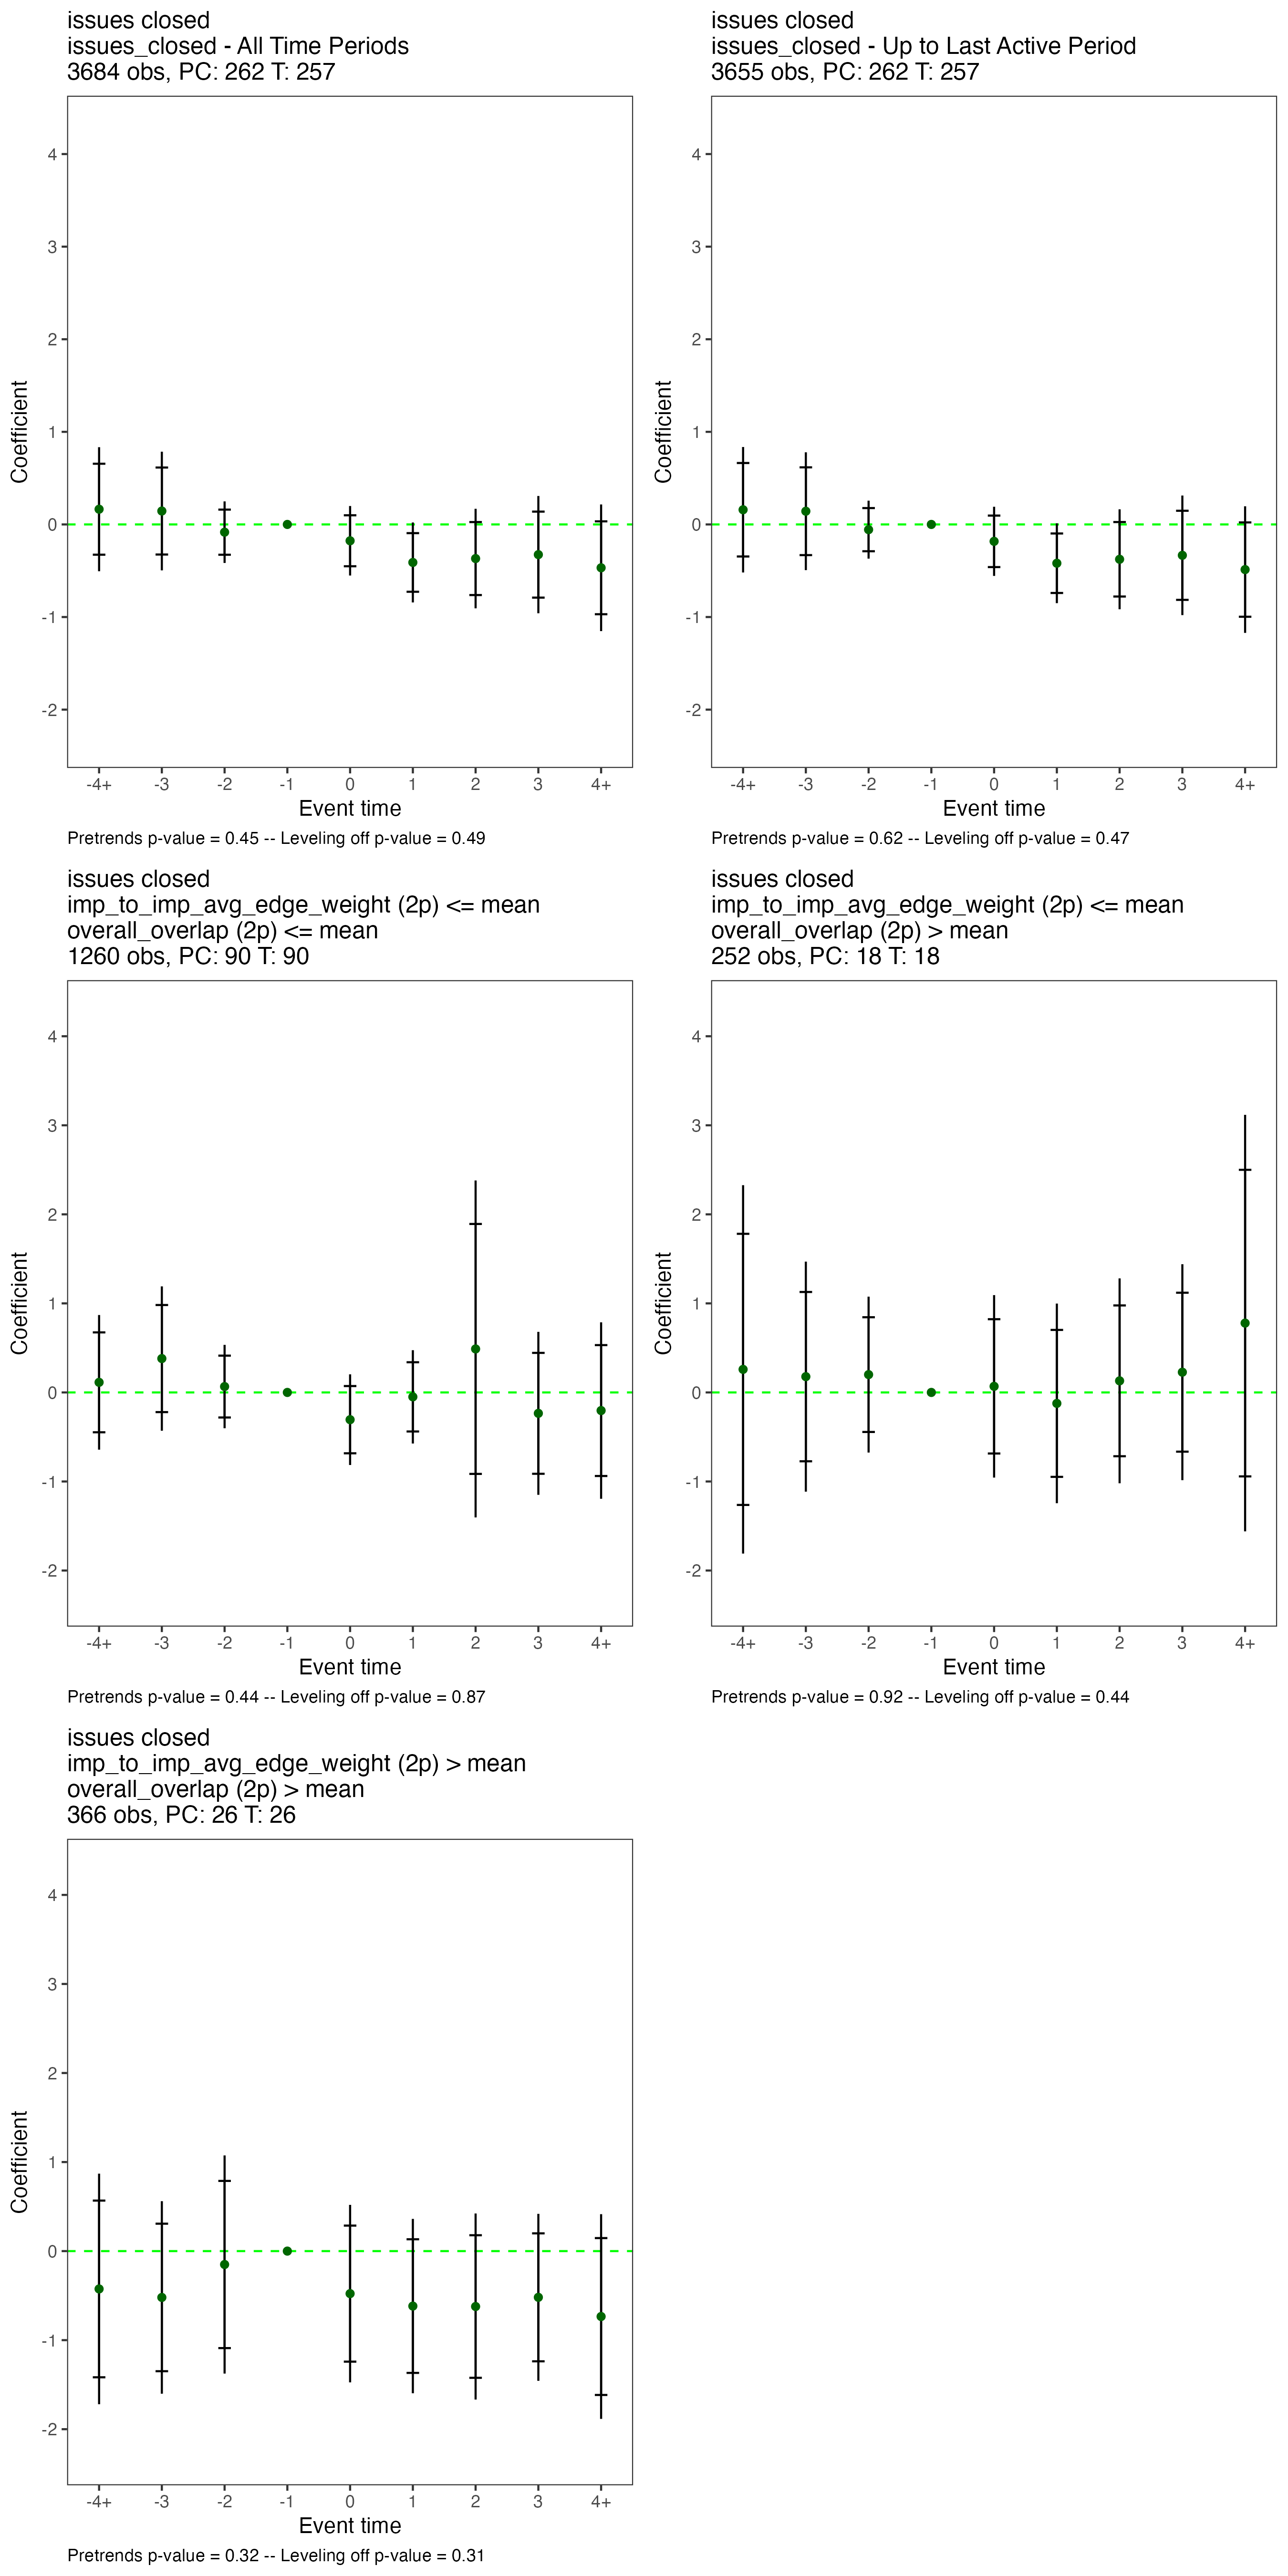 issues closed
issues_closed - All Time Periods
3684 obs, PC: 262 T: 257
4
3
2
1
0
-1
-2
Coefficient
-4+ -3 -2 -1 0 1 2 3 4+
Event time
Pretrends p-value = 0.45 -- Leveling off p-value = 0.49
issues closed
issues_closed - Up to Last Active Period
3655 obs, PC: 262 T: 257
4
3
2
1
0
-1
-2
Coefficient
-4+ -3 -2 -1 0 1 2 3 4+
Event time
Pretrends p-value = 0.62 -- Leveling off p-value = 0.47
issues closed
imp_to_imp_avg_edge_weight (2p) <= mean
overall_overlap (2p) <= mean
1260 obs, PC: 90 T: 90
4
3
2
1
0
-1
-2
Coefficient
-4+ -3 -2 -1 0 1 2 3 4+
Event time
Pretrends p-value = 0.44 -- Leveling off p-value = 0.87
issues closed
imp_to_imp_avg_edge_weight (2p) <= mean
overall_overlap (2p) > mean
252 obs, PC: 18 T: 18
4
3
2
1
0
-1
-2
Coefficient
-4+ -3 -2 -1 0 1 2 3 4+
Event time
Pretrends p-value = 0.92 -- Leveling off p-value = 0.44
issues closed
imp_to_imp_avg_edge_weight (2p) > mean
overall_overlap (2p) > mean
366 obs, PC: 26 T: 26
4
3
2
1
0
-1
-2
Coefficient
-4+ -3 -2 -1 0 1 2 3 4+
Event time
Pretrends p-value = 0.32 -- Leveling off p-value = 0.31